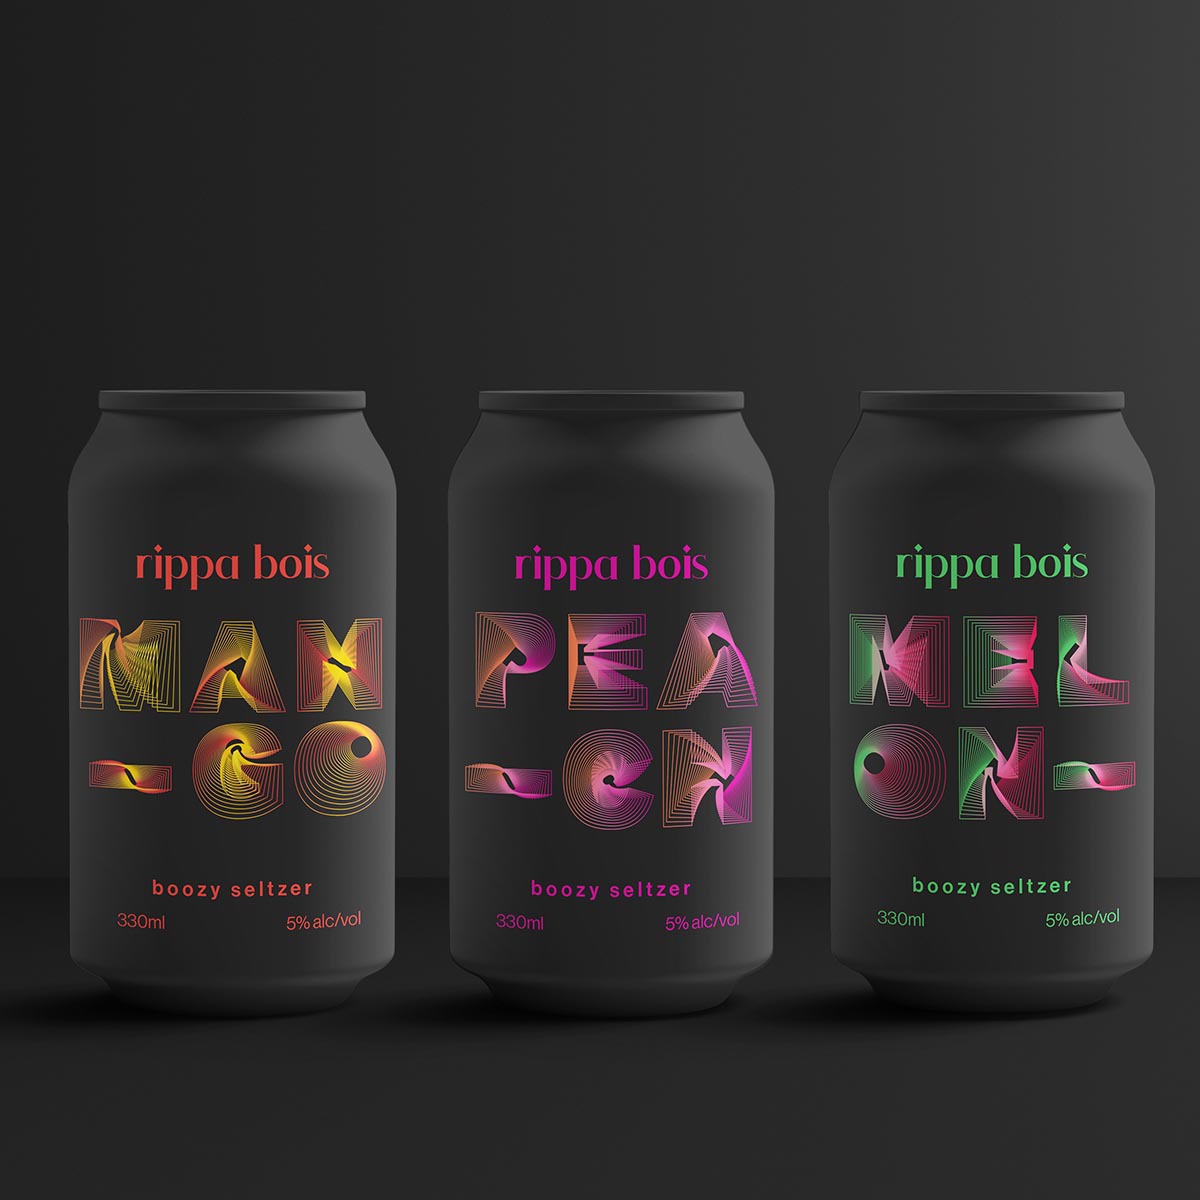 rippa bois
MAN
-GO
boozy seltzer
330ml
5% alc/vol
rippa bois
PEA
-CH
boozy seltzer
330ml
5% alc/vol
rippa bois
MEL
ON-
boozy seltzer
330ml
5% alc/vol